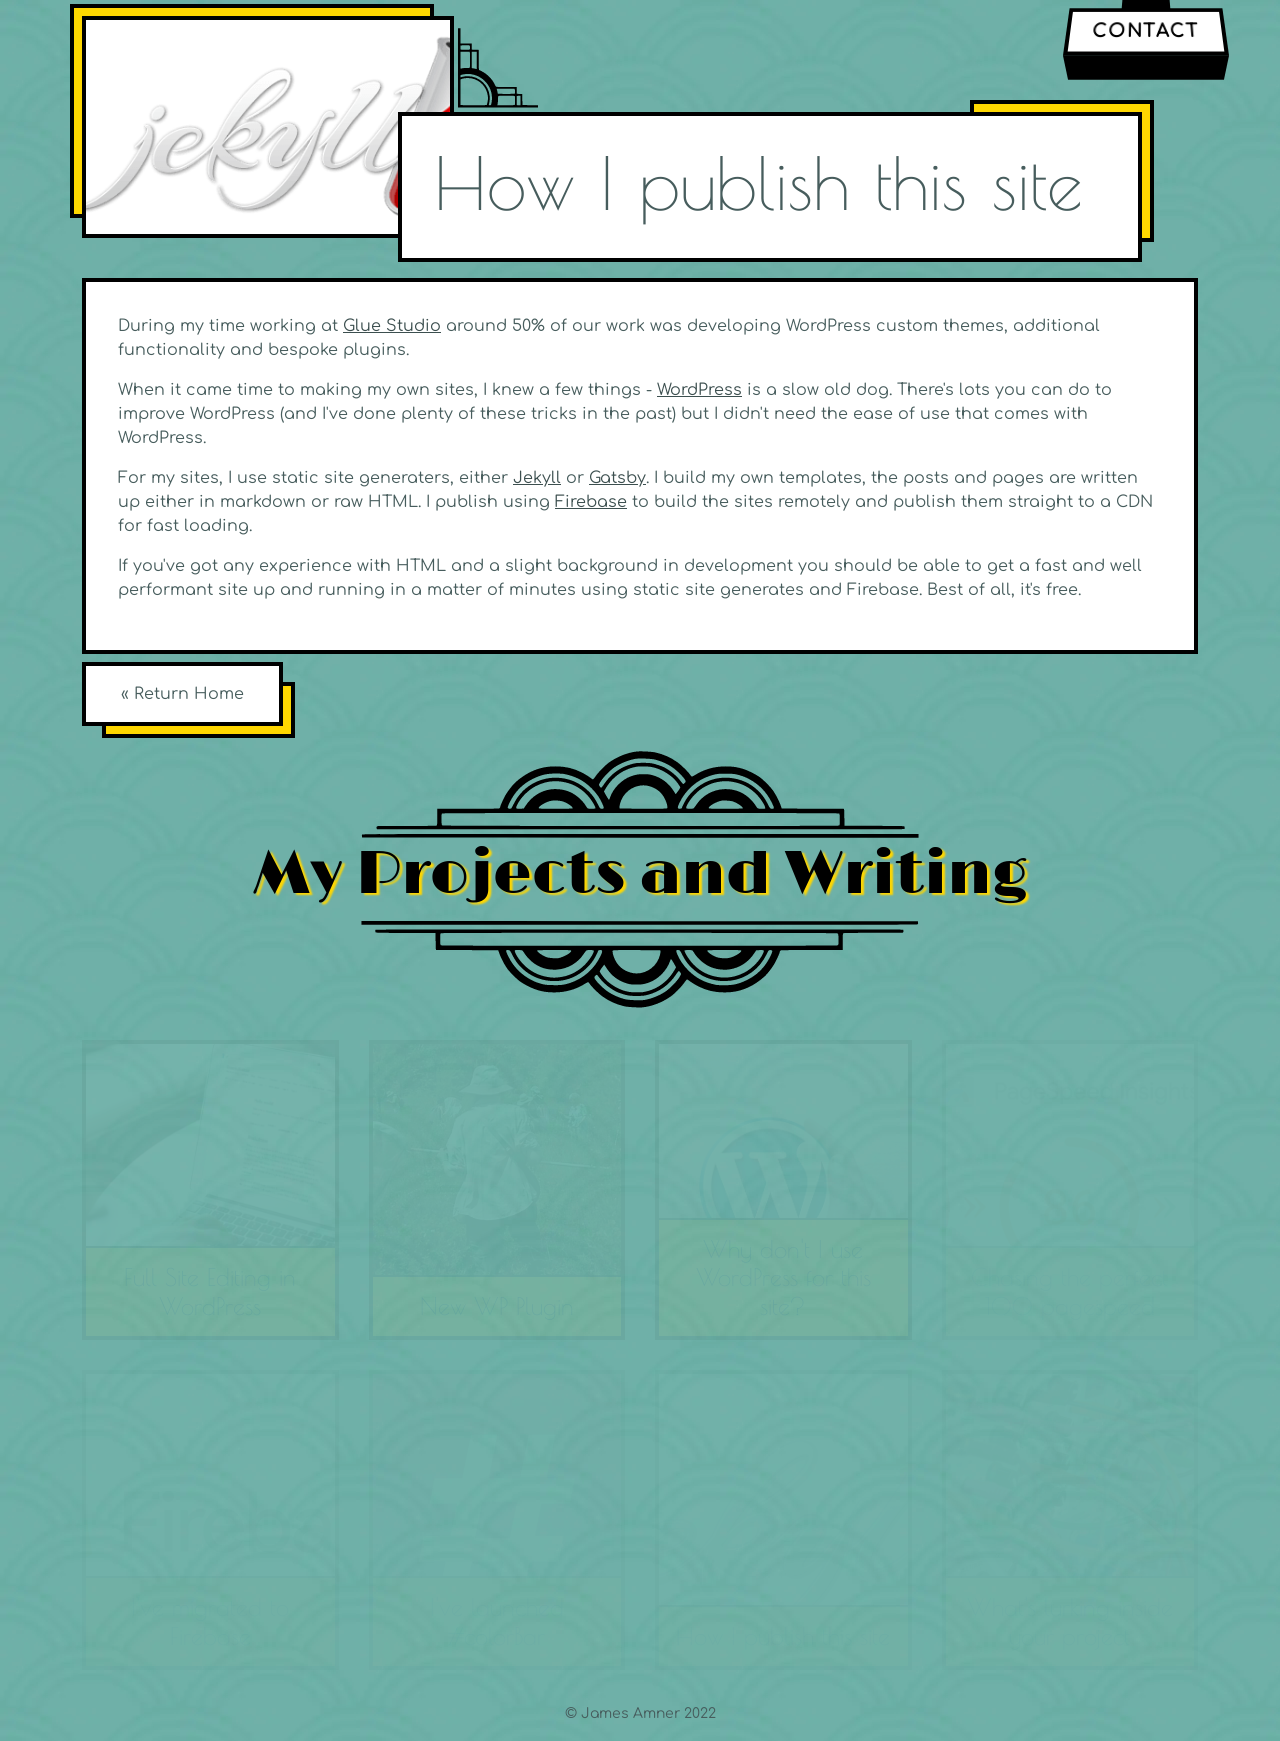 CONTACT
jekyll
How I publish this site
During my time working at Glue Studio around 50% of our work was developing WordPress custom themes, additional
functionality and bespoke plugins.
When it came time to making my own sites, I knew a few things - WordPress is a slow old dog. There's lots you can do to
improve WordPress (and I've done plenty of these tricks in the past) but I didn't need the ease of use that comes with
WordPress.
For my sites, I use static site generaters, either Jekyll or Gatsby. I build my own templates, the posts and pages are written
up either in markdown or raw HTML. I publish using Firebase to build the sites remotely and publish them straight to a CDN
for fast loading.
If you've got any experience with HTML and a slight background in development you should be able to get a fast and well
performant site up and running in a matter of minutes using static site generates and Firebase. Best of all, it's free.
« Return Home
My Projects and Writing
W
Full Site Editing in
WordPress
New WP Plugin
Why don't I use
WordPress for this
site?
© James Amner 2022